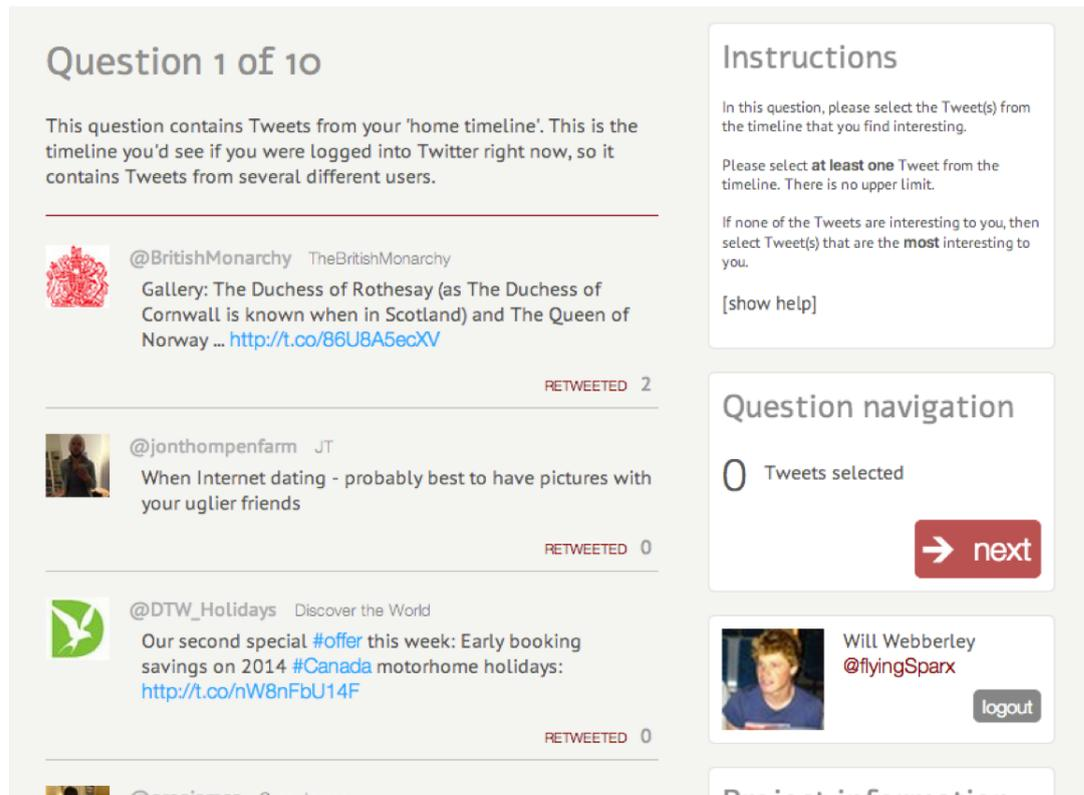 Question 1 of 10
This question contains Tweets from your 'home timeline'. This is the
timeline you'd see if you were logged into Twitter right now, so it
contains Tweets from several different users.
@BritishMonarchy TheBritishMonarchy
Gallery: The Duchess of Rothesay (as The Duchess of
Cornwall is known when in Scotland) and The Queen of
Norway ... http://t.co/86U8A5ecXV
RETWEETED 2
@jonthompenfarm JT
When Internet dating - probably best to have pictures with
your uglier friends
RETWEETED 0
@DTW_Holidays Discover the World
Our second special #offer this week: Early booking
savings on 2014 #Canada motorhome holidays:
http://t.co/nW8nFbU14F
RETWEETED 0
Instructions
In this question, please select the Tweet(s) from
the timeline that you find interesting.
Please select at least one Tweet from the
timeline. There is no upper limit.
If none of the Tweets are interesting to you, then
select Tweet(s) that are the most interesting to
you.
[show help]
Question navigation
0 Tweets selected
→ next
Will Webberley
@flyingSparx
logout
Project information